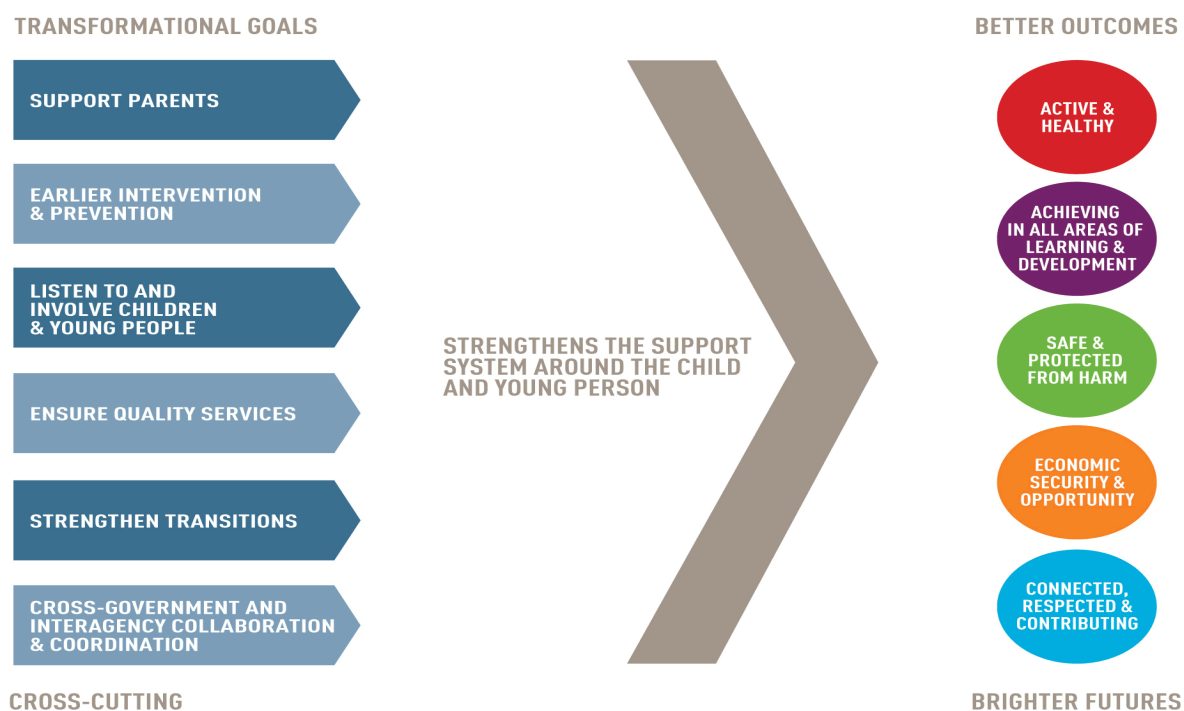 TRANSFORMATIONAL GOALS
SUPPORT PARENTS
EARLIER INTERVENTION
& PREVENTION
LISTEN TO AND
INVOLVE CHILDREN
& YOUNG PEOPLE
ENSURE QUALITY SERVICES
STRENGTHEN TRANSITIONS
CROSS-GOVERNMENT AND
INTERAGENCY COLLABORATION
& COORDINATION
CROSS-CUTTING
STRENGTHENS THE SUPPORT
SYSTEM AROUND THE CHILD
AND YOUNG PERSON
BETTER OUTCOMES
ACTIVE &
HEALTHY
ACHIEVING
IN ALL AREAS OF
LEARNING &
DEVELOPMENT
SAFE &
PROTECTED
FROM HARM
ECONOMIC
SECURITY &
OPPORTUNITY
CONNECTED,
RESPECTED &
CONTRIBUTING
BRIGHTER FUTURES